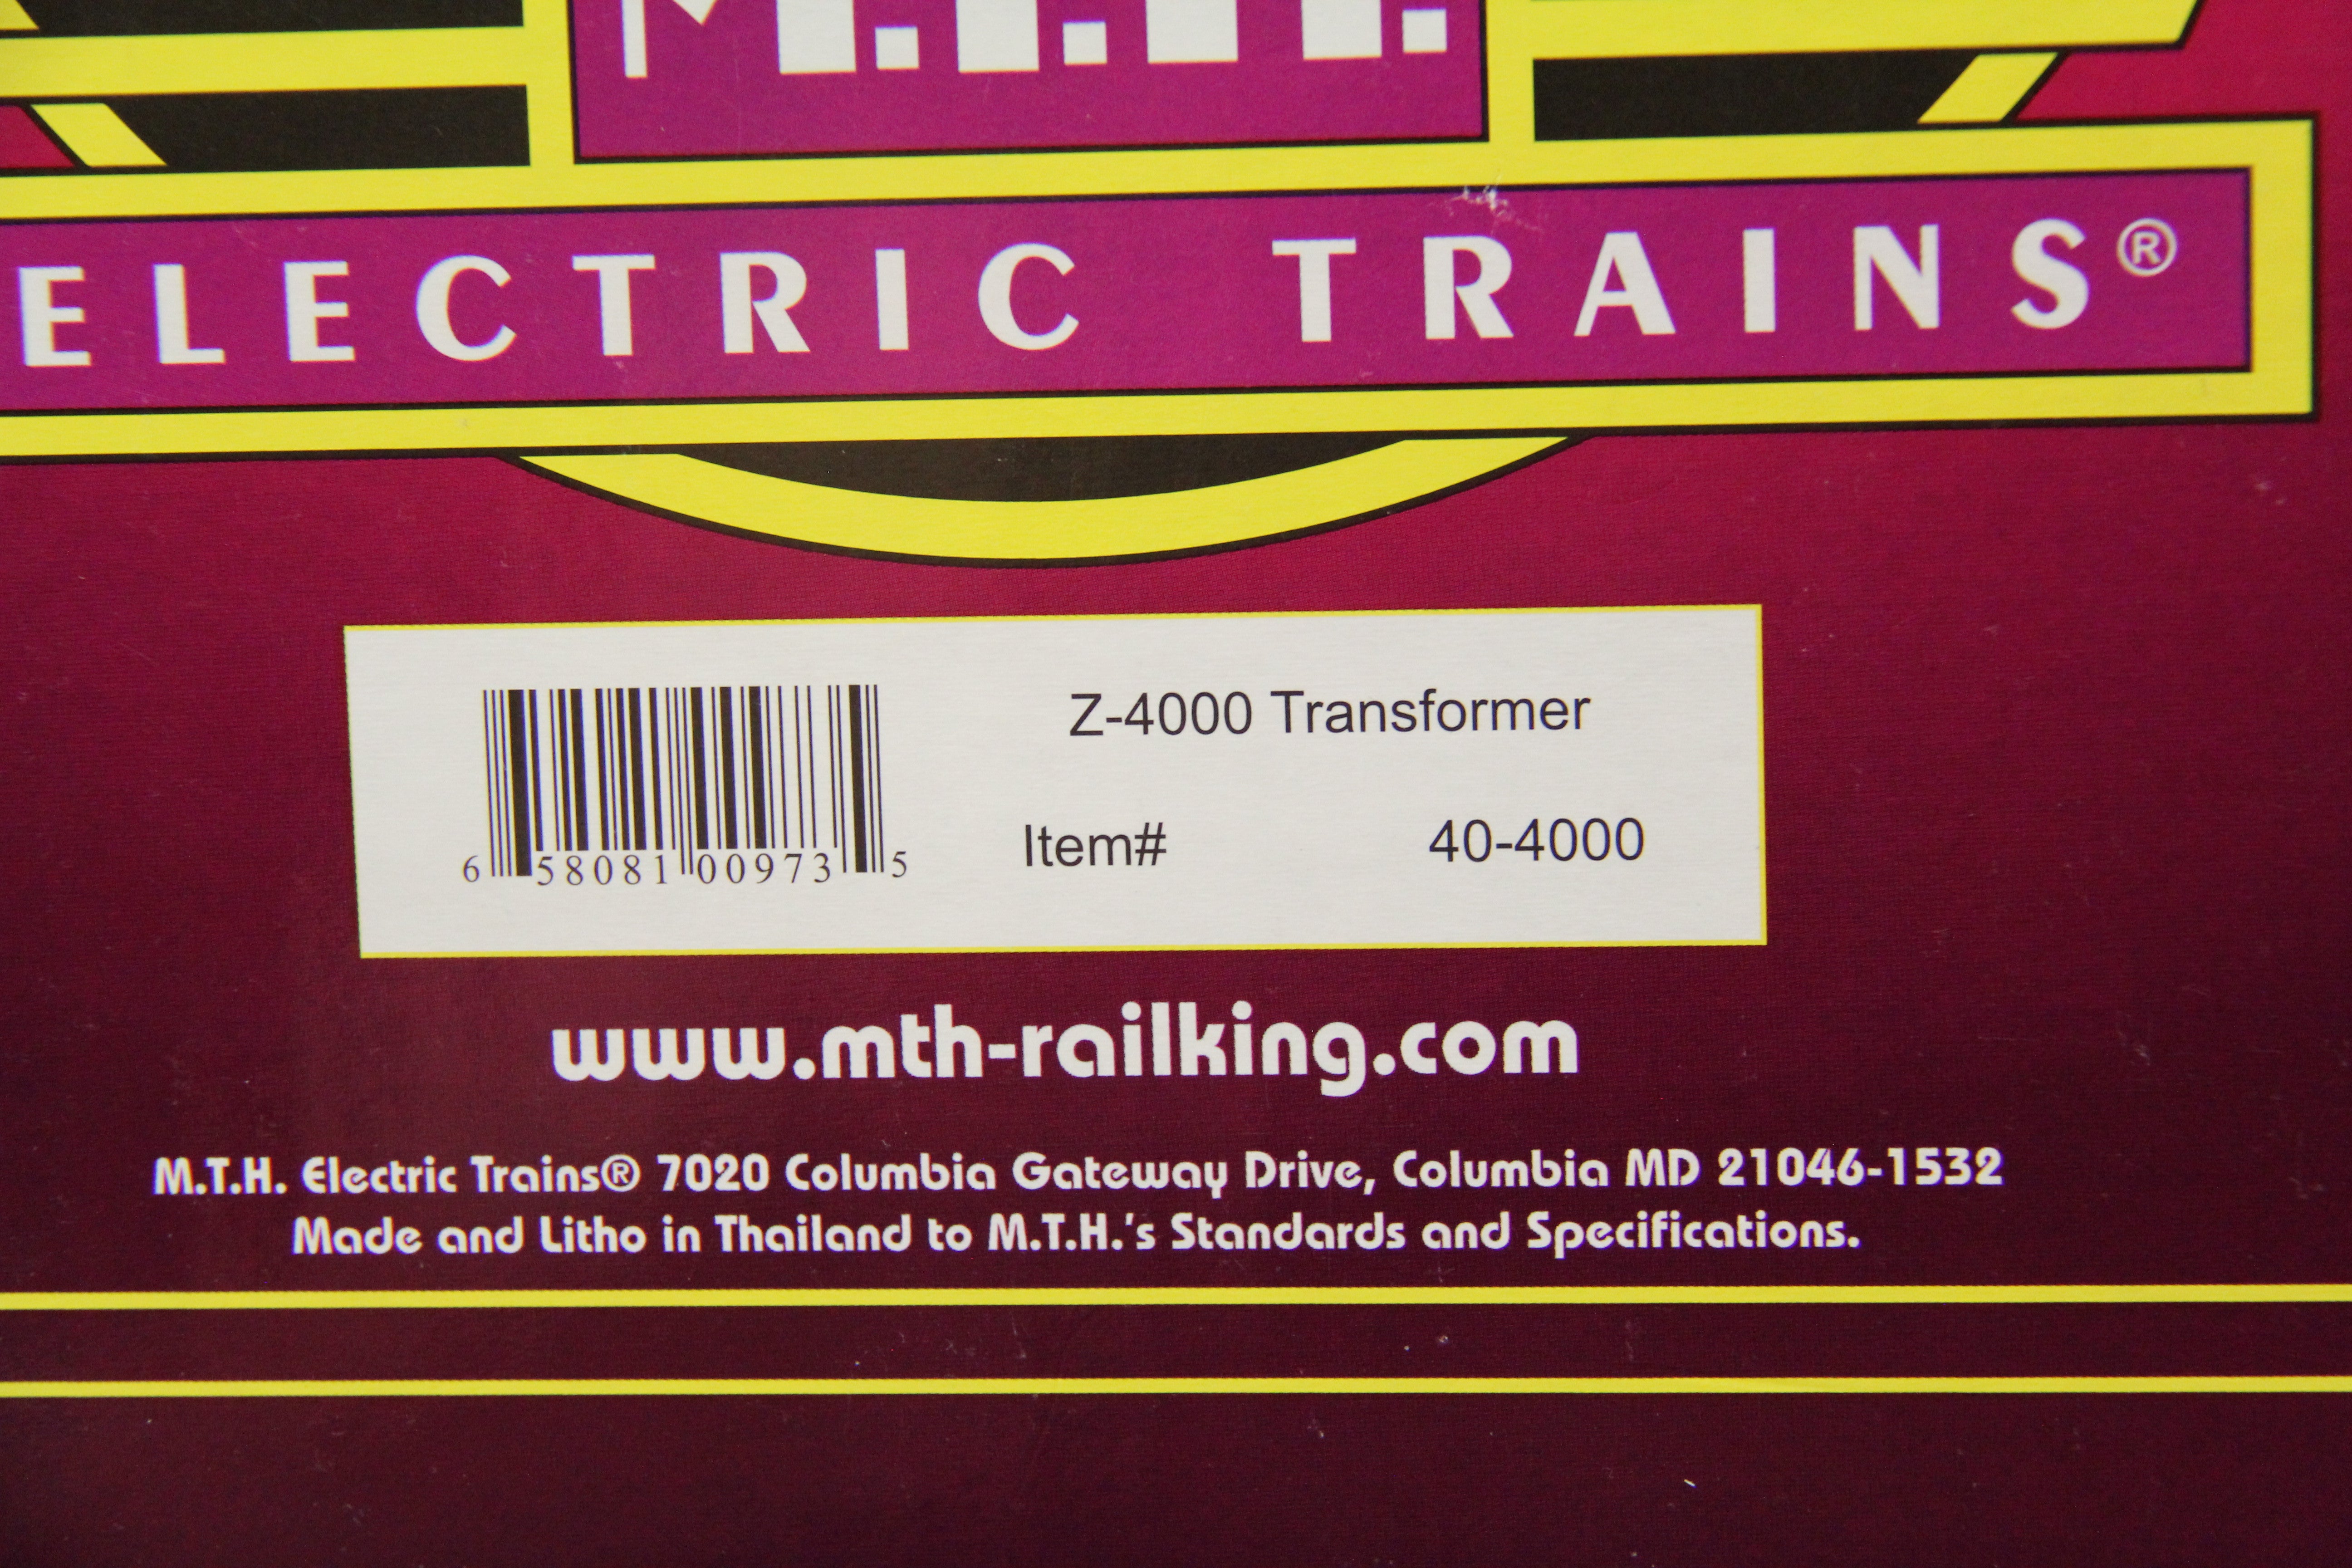 M.T.H.
ELECTRIC TRAINS®
Z-4000 Transformer
Item# 40-4000
6 58081 00973 5
www.mth-railking.com
M.T.H. Electric Trains® 7020 Columbia Gateway Drive, Columbia MD 21046-1532
Made and Litho in Thailand to M.T.H.'s Standards and Specifications.